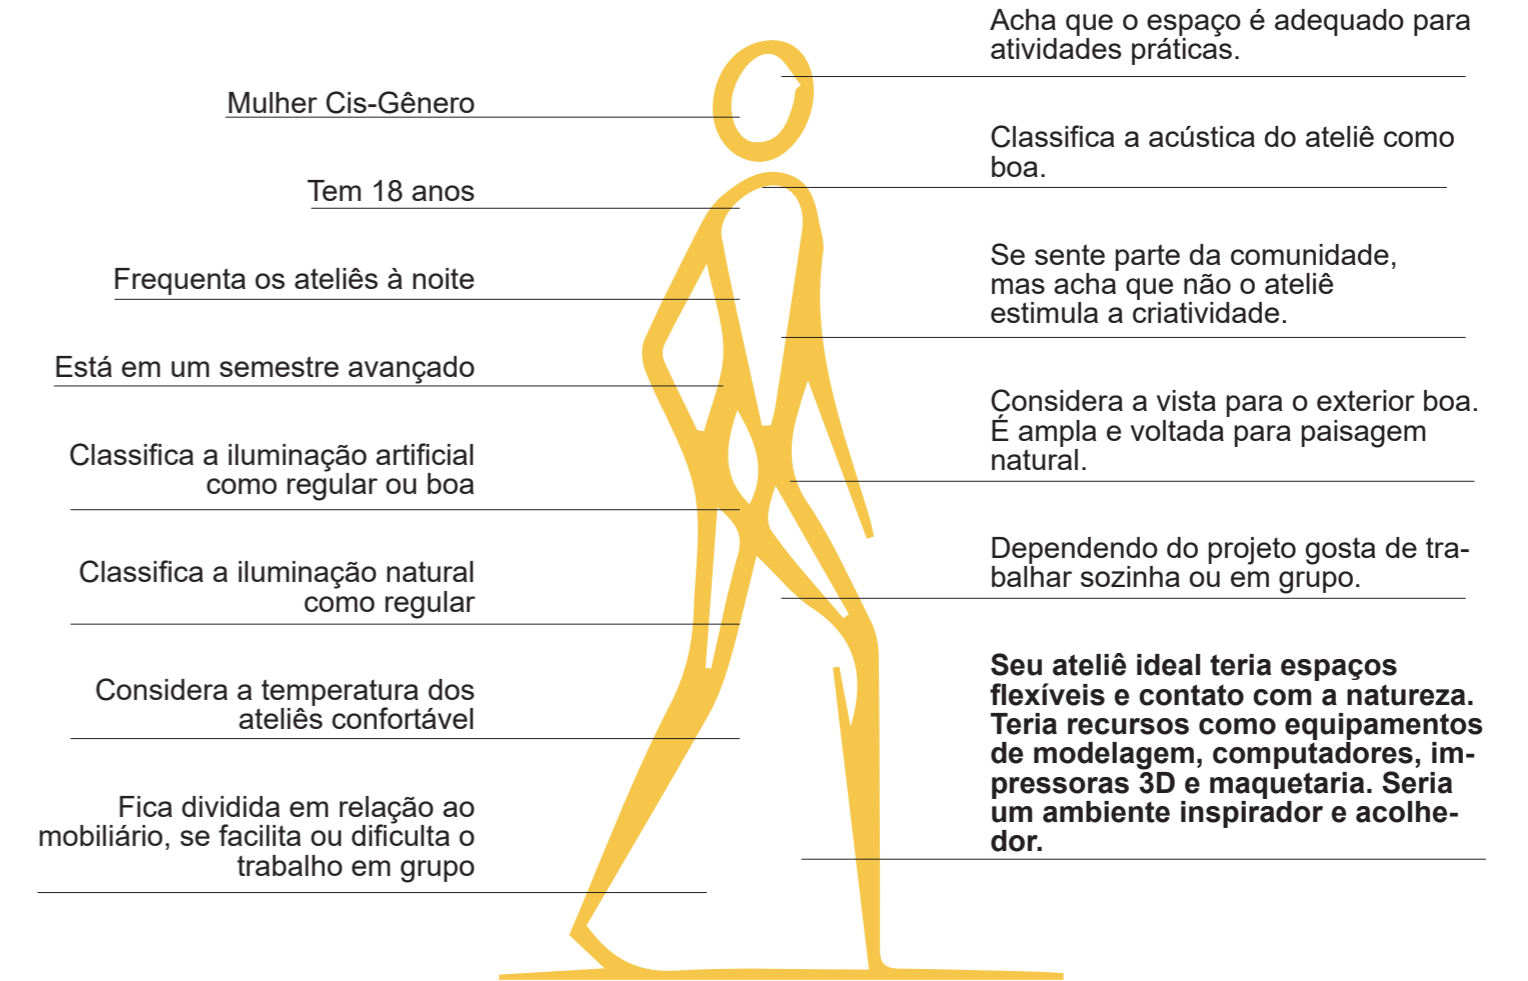 Mulher Cis-Gênero
Tem 18 anos
Frequenta os ateliês à noite
Está em um semestre avançado
Classifica a iluminação artificial
como regular ou boa
Classifica a iluminação natural
como regular
Considera a temperatura dos
ateliês confortável
Fica dividida em relação ao
mobiliário, se facilita ou dificulta o
trabalho em grupo
Acha que o espaço é adequado para
atividades práticas.
Classifica a acústica do ateliê como
boa.
Se sente parte da comunidade,
mas acha que não o ateliê
estimula a criatividade.
Considera a vista para o exterior boa.
É ampla e voltada para paisagem
natural.
Dependendo do projeto gosta de tra-
balhar sozinha ou em grupo.
Seu ateliê ideal teria espaços
flexíveis e contato com a natureza.
Teria recursos como equipamentos
de modelagem, computadores, im-
pressoras 3D e maquetaria. Seria
um ambiente inspirador e acolhe-
dor.